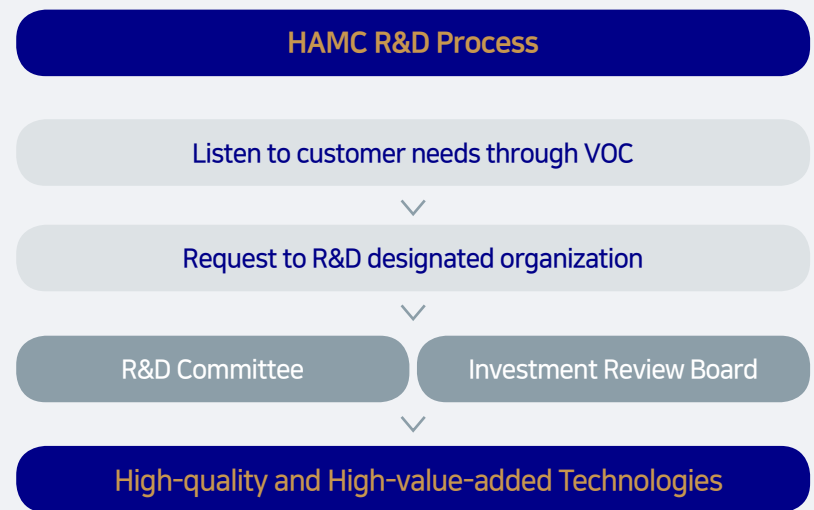 HAMC R&D Process
Listen to customer needs through VOC
Request to R&D designated organization
R&D Committee
Investment Review Board
High-quality and High-value-added Technologies